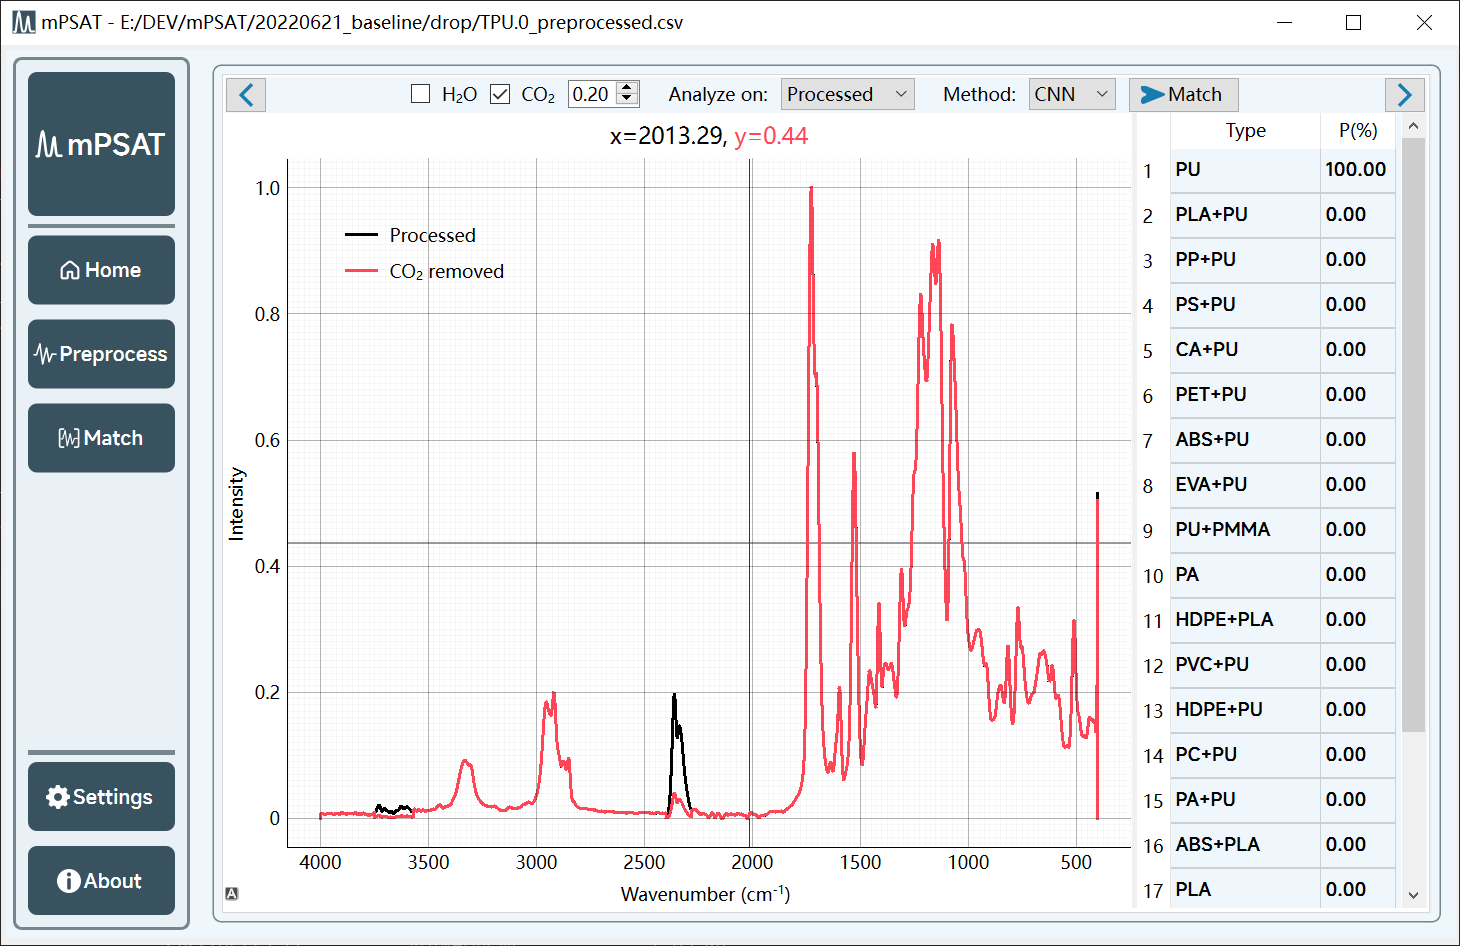 mPSAT - E:/DEV/mPSAT/20220621_baseline/drop/TPU.0_preprocessed.csv
mPSAT
Home
Preprocess
Match
Settings
About
H₂O CO₂ 0.20 Analyze on: Processed Method: CNN Match
x=2013.29, y=0.44
Processed
CO₂ removed
Intensity
1.0
0.8
0.6
0.4
0.2
0
4000 3500 3000 2500 2000 1500 1000 500
Wavenumber (cm⁻¹)
A
Type P(%)
1 PU 100.00
2 PLA+PU 0.00
3 PP+PU 0.00
4 PS+PU 0.00
5 CA+PU 0.00
6 PET+PU 0.00
7 ABS+PU 0.00
8 EVA+PU 0.00
9 PU+PMMA 0.00
10 PA 0.00
11 HDPE+PLA 0.00
12 PVC+PU 0.00
13 HDPE+PU 0.00
14 PC+PU 0.00
15 PA+PU 0.00
16 ABS+PLA 0.00
17 PLA 0.00